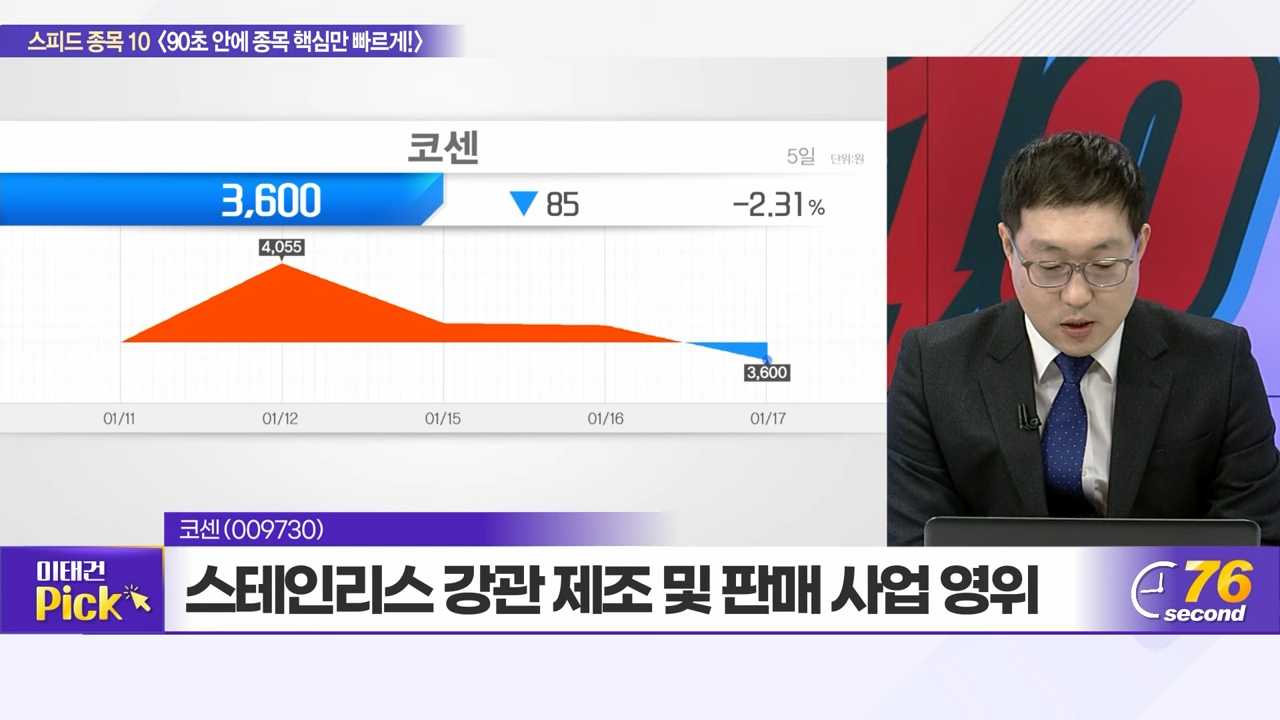 스피드 종목 10 <90초 안에 종목 핵심만 빠르게!>
코센
5일 단위:원
3,600 ▼ 85 -2.31%
4,055
3,600
01/11 01/12 01/15 01/16 01/17
10
코센(009730)
이태건
Pick
스테인리스 강관 제조 및 판매 사업 영위
76
second